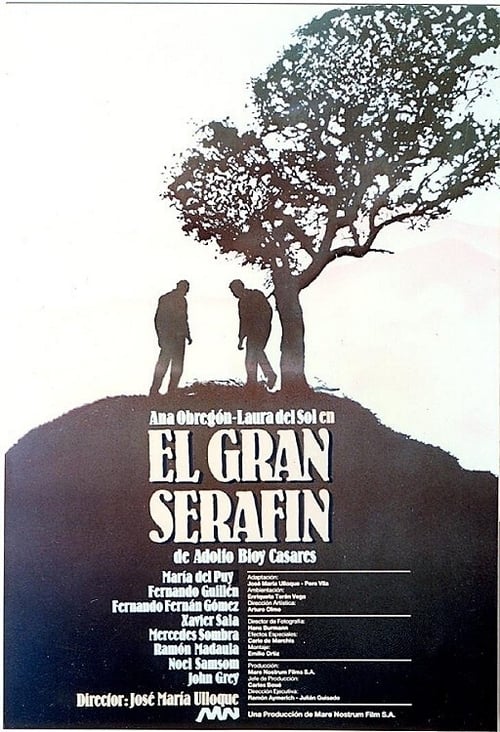 Ana Obregón-Laura del Sol en
EL GRAN
SERAFIN
de Adolfo Bioy Casares
María del Puy
Fernando Guillén
Fernando Fernán Gómez
Xavier Sala
Mercedes Sombra
Ramón Madaula
Noel Samsom
John Grey
Director: José María Ulloque
Adaptación:
José María Ulloque - Pere Vila
Ambientación:
Enriqueta Terán Vega
Dirección Artística:
Arturo Olmo
Director de Fotografía:
Hans Burmann
Efectos Especiales:
Carlo de Marchis
Montaje:
Emilio Ortiz
Producción:
Mare Nostrum Films S.A.
Jefe de Producción:
Carlos Boué
Dirección Ejecutiva:
Ramón Aymerich - Julián Quisado
MN
Una Producción de Mare Nostrum Film S.A.